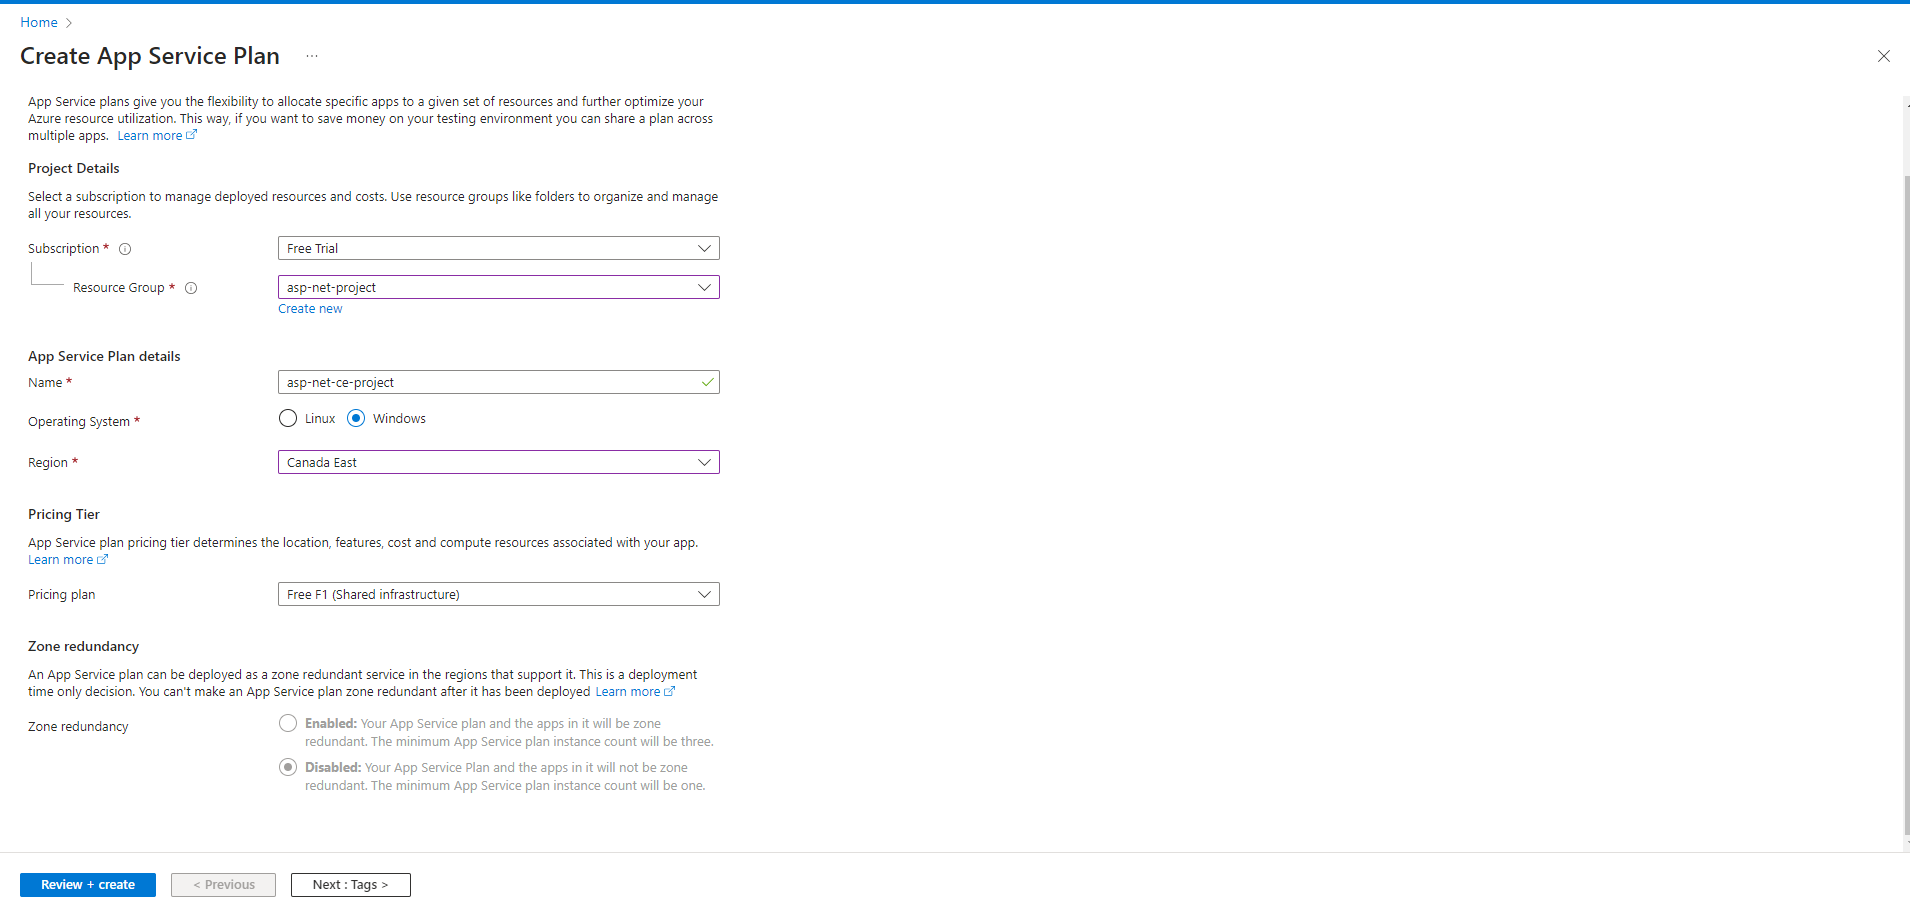 Home >
Create App Service Plan ...
App Service plans give you the flexibility to allocate specific apps to a given set of resources and further optimize your
Azure resource utilization. This way, if you want to save money on your testing environment you can share a plan across
multiple apps. Learn more
Project Details
Select a subscription to manage deployed resources and costs. Use resource groups like folders to organize and manage
all your resources.
Subscription * Free Trial
Resource Group * asp-net-project
Create new
App Service Plan details
Name * asp-net-ce-project
Operating System * Linux Windows
Region * Canada East
Pricing Tier
App Service plan pricing tier determines the location, features, cost and compute resources associated with your app.
Learn more
Pricing plan Free F1 (Shared infrastructure)
Zone redundancy
An App Service plan can be deployed as a zone redundant service in the regions that support it. This is a deployment
time only decision. You can't make an App Service plan zone redundant after it has been deployed Learn more
Zone redundancy Enabled: Your App Service plan and the apps in it will be zone
redundant. The minimum App Service plan instance count will be three.
Disabled: Your App Service Plan and the apps in it will not be zone
redundant. The minimum App Service plan instance count will be one.
Review + create < Previous Next : Tags >